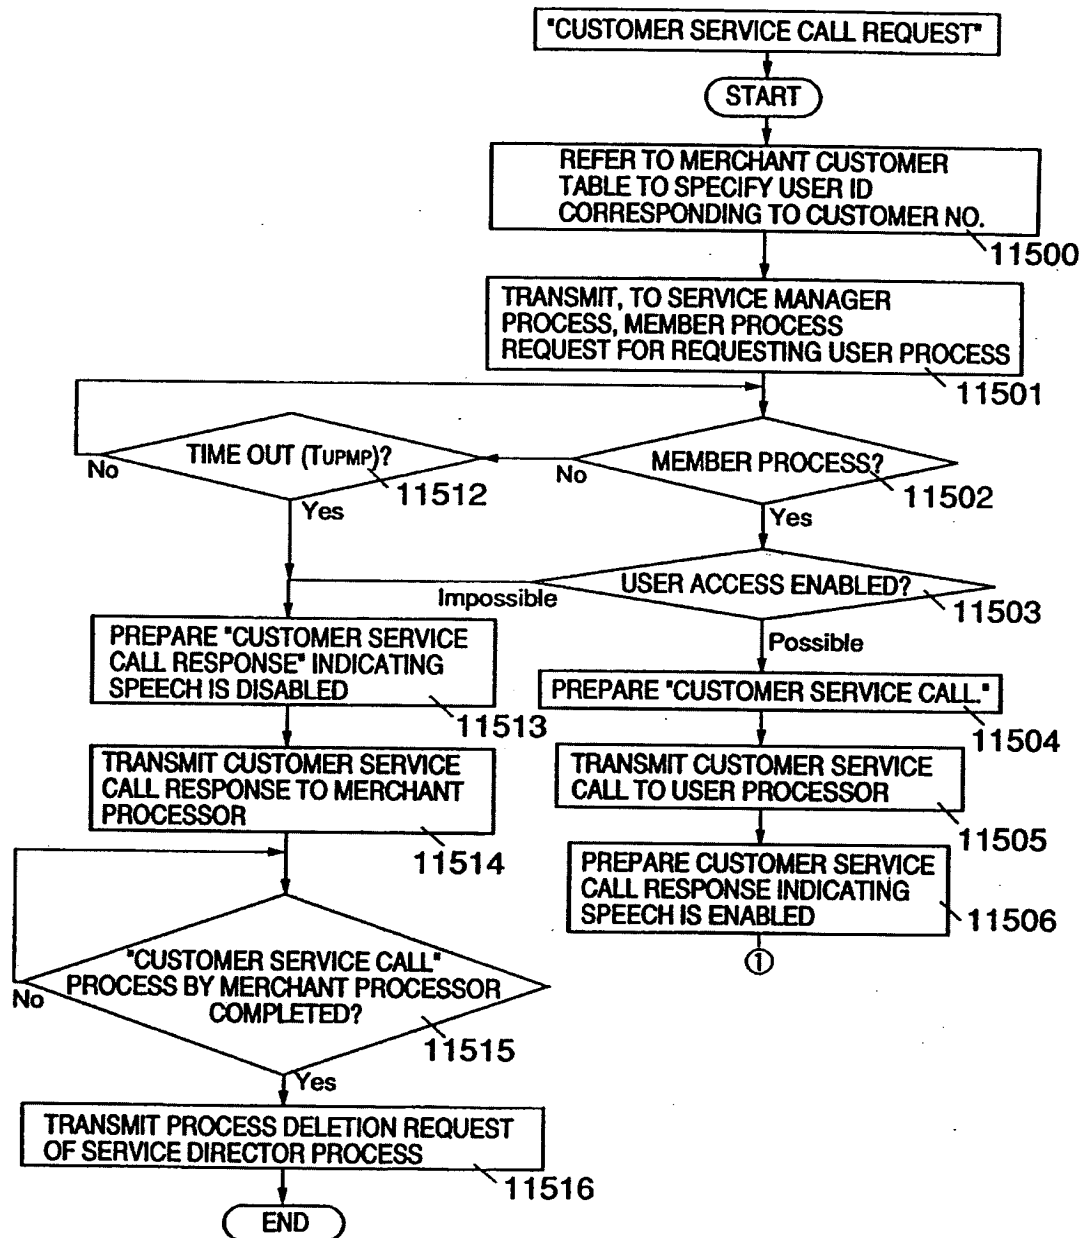 "CUSTOMER SERVICE CALL REQUEST"
START
REFER TO MERCHANT CUSTOMER
TABLE TO SPECIFY USER ID
CORRESPONDING TO CUSTOMER NO.
11500
TRANSMIT, TO SERVICE MANAGER
PROCESS, MEMBER PROCESS
REQUEST FOR REQUESTING USER PROCESS
11501
TIME OUT (TUPMP)?
No
11512
Yes
MEMBER PROCESS?
No
11502
Yes
USER ACCESS ENABLED?
Impossible
11503
Possible
PREPARE "CUSTOMER SERVICE
CALL RESPONSE" INDICATING
SPEECH IS DISABLED
11513
PREPARE "CUSTOMER SERVICE CALL."
11504
TRANSMIT CUSTOMER SERVICE
CALL RESPONSE TO MERCHANT
PROCESSOR
11514
TRANSMIT CUSTOMER SERVICE
CALL TO USER PROCESSOR
11505
PREPARE CUSTOMER SERVICE
CALL RESPONSE INDICATING
SPEECH IS ENABLED
11506
①
"CUSTOMER SERVICE CALL"
PROCESS BY MERCHANT PROCESSOR
COMPLETED?
No
11515
Yes
TRANSMIT PROCESS DELETION REQUEST
OF SERVICE DIRECTOR PROCESS
11516
END